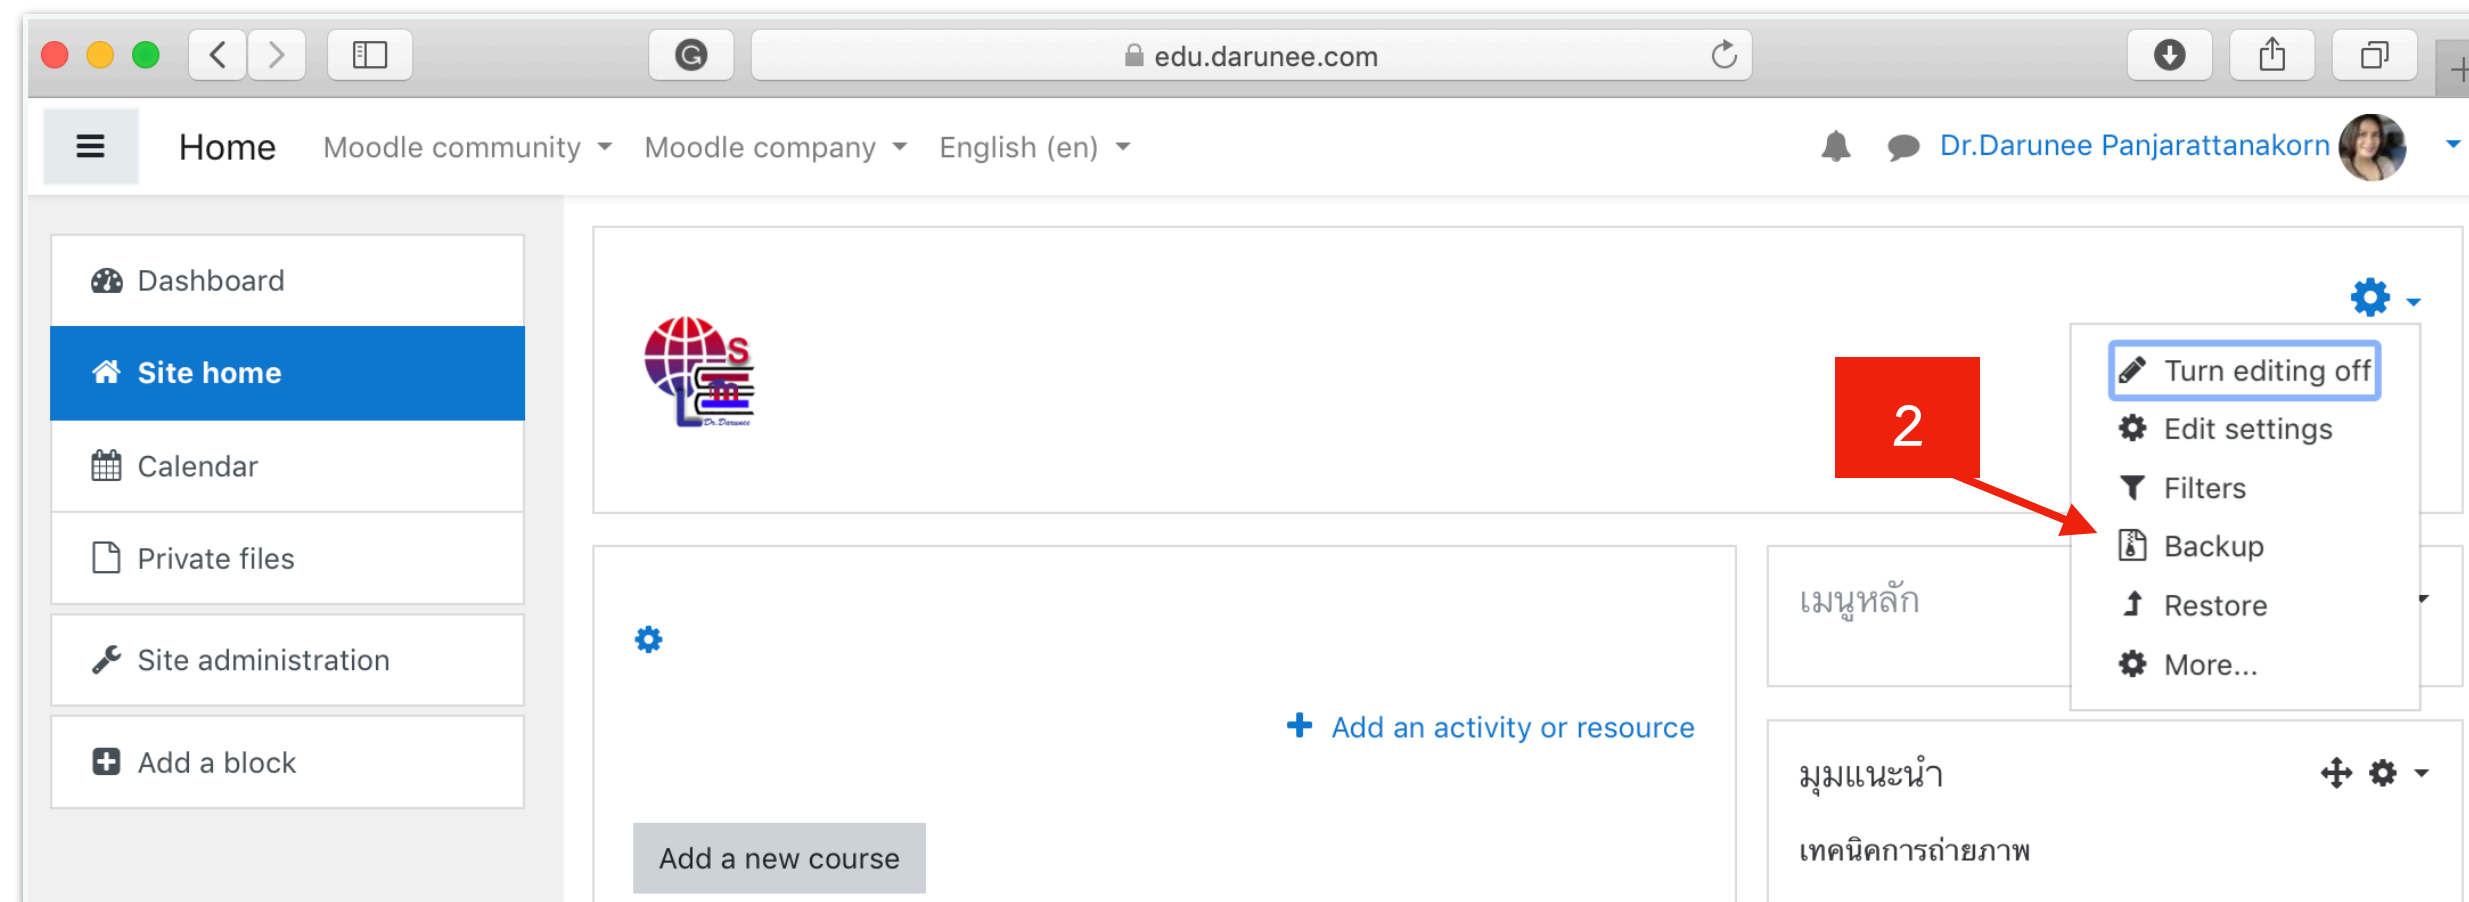 edu.darunee.com
Home Moodle community Moodle company English (en) Dr.Darunee Panjarattanakorn
Dashboard
Site home
Calendar
Private files
Site administration
Add a block
S
L m
Dr.Darunee
2
Turn editing off
Edit settings
Filters
Backup
Restore
More...
Add an activity or resource
Add a new course
เมนูหลัก
มุมแนะนำ
เทคนิคการถ่ายภาพ